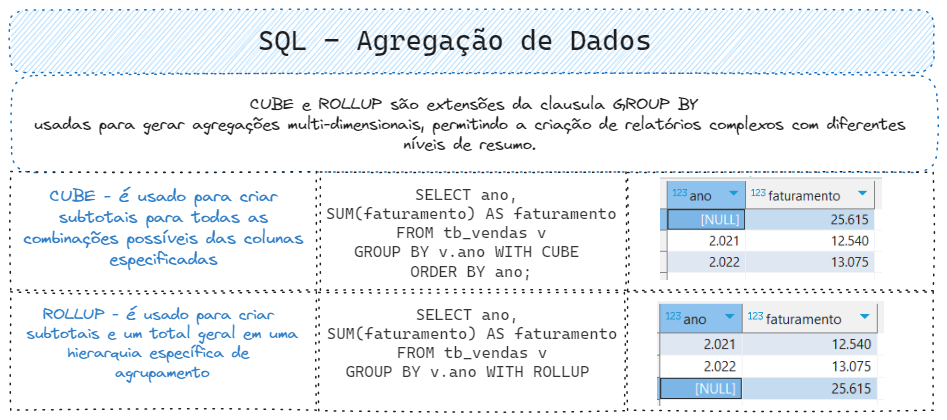 SQL – Agregação de Dados
CUBE e ROLLUP são extensões da clausula GROUP BY
usadas para gerar agregações multi-dimensionais, permitindo a criação de relatórios complexos com diferentes
níveis de resumo.
CUBE - é usado para criar
subtotais para todas as
combinações possíveis das colunas
especificadas
SELECT ano,
SUM(faturamento) AS faturamento
FROM tb_vendas v
GROUP BY v.ano WITH CUBE
ORDER BY ano;
123 ano 123 faturamento
[NULL] 25.615
2.021 12.540
2.022 13.075
ROLLUP - é usado para criar
subtotais e um total geral em uma
hierarquia específica de
agrupamento
SELECT ano,
SUM(faturamento) AS faturamento
FROM tb_vendas v
GROUP BY v.ano WITH ROLLUP
123 ano 123 faturamento
2.021 12.540
2.022 13.075
[NULL] 25.615